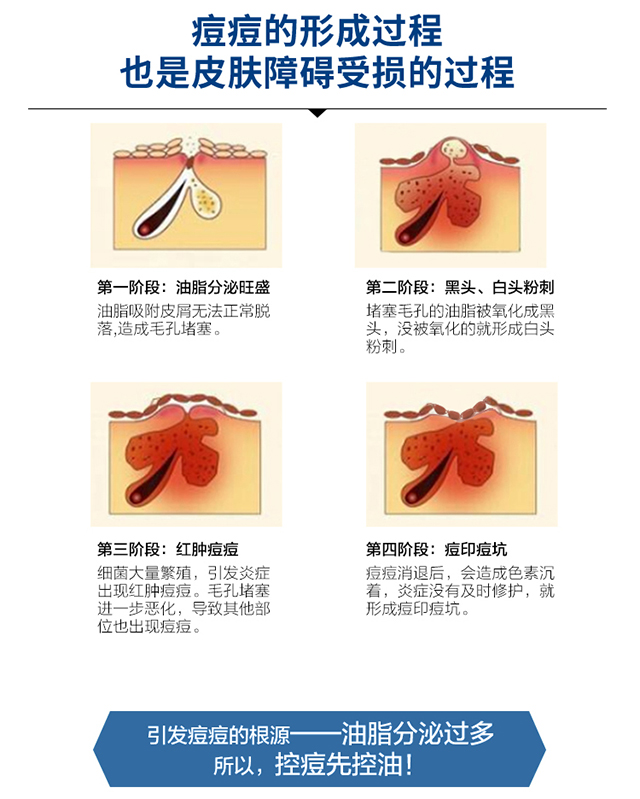 痘痘的形成过程
也是皮肤障碍受损的过程
第一阶段：油脂分泌旺盛
油脂吸附皮屑无法正常脱
落,造成毛孔堵塞。
第二阶段：黑头、白头粉刺
堵塞毛孔的油脂被氧化成黑
头，没被氧化的就形成白头
粉刺。
第三阶段：红肿痘痘
细菌大量繁殖，引发炎症
出现红肿痘痘。毛孔堵塞
进一步恶化，导致其他部
位也出现痘痘。
第四阶段：痘印痘坑
痘痘消退后，会造成色素沉
着，炎症没有及时修护，就
形成痘印痘坑。
引发痘痘的根源——油脂分泌过多
所以，控痘先控油！